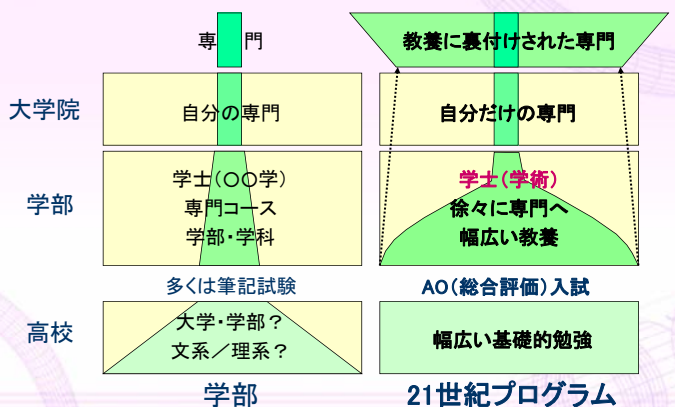 専門
教養に裏付けされた専門
大学院
自分の専門
自分だけの専門
学部
学士(〇〇学)
専門コース
学部・学科
学士(学術)
徐々に専門へ
幅広い教養
多くは筆記試験
AO(総合評価)入試
高校
大学・学部?
文系/理系?
幅広い基礎的勉強
学部
21世紀プログラム